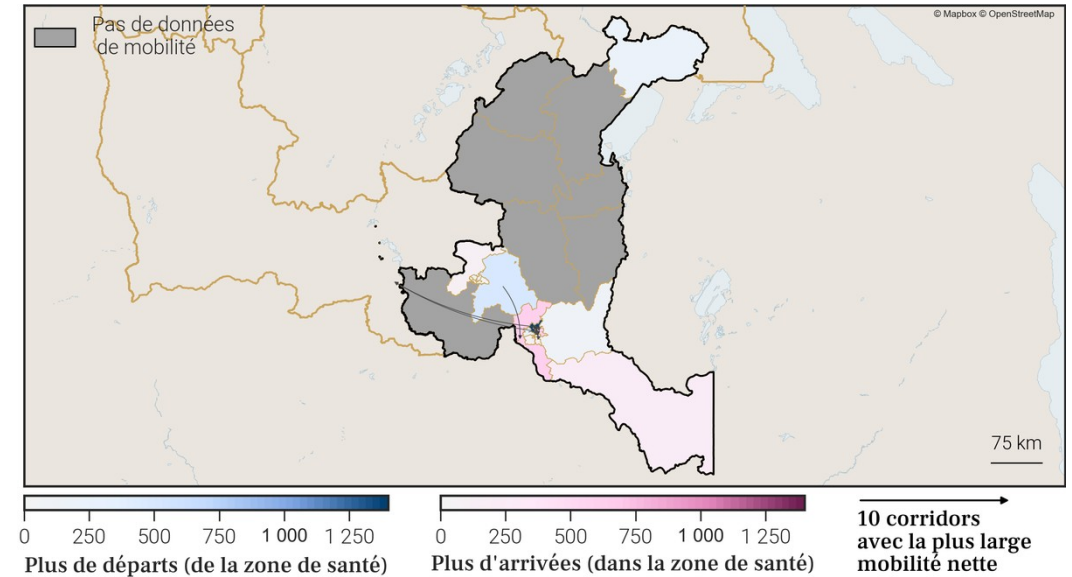 © Mapbox © OpenStreetMap
Pas de données
de mobilité
75 km
0 250 500 750 1 000 1 250
Plus de départs (de la zone de santé)
0 250 500 750 1 000 1 250
Plus d'arrivées (dans la zone de santé)
10 corridors
avec la plus large
mobilité nette